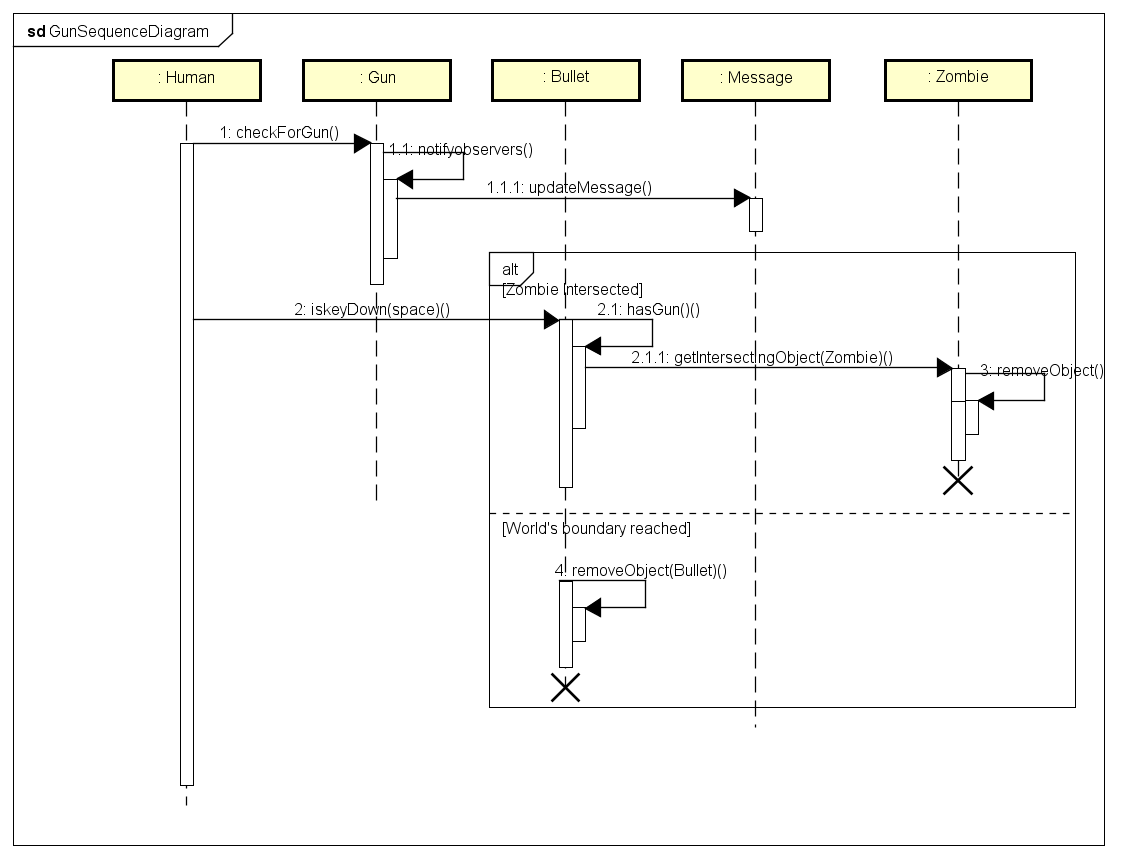 sd GunSequenceDiagram
: Human
: Gun
: Bullet
: Message
: Zombie
1: checkForGun()
1.1: notifyobservers()
1.1.1: updateMessage()
alt
[Zombie Intersected]
2: iskeyDown(space)()
2.1: hasGun()()
2.1.1: getIntersectingObject(Zombie)()
3: removeObject()
[World's boundary reached]
4: removeObject(Bullet)()